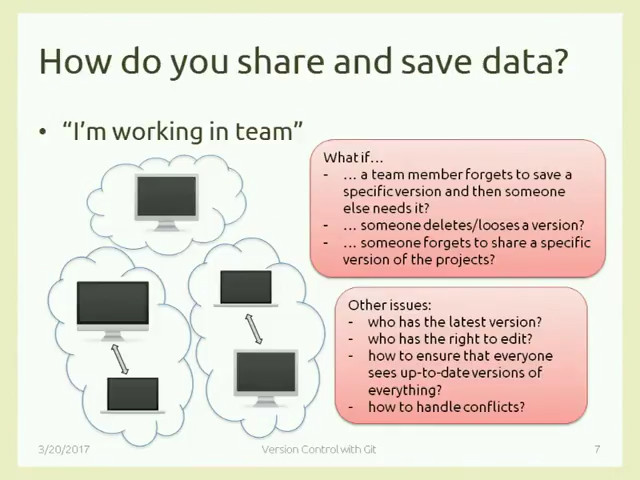 How do you share and save data?
• “I’m working in team”
What if…
- … a team member forgets to save a
specific version and then someone
else needs it?
- … someone deletes/looses a version?
- … someone forgets to share a specific
version of the projects?
Other issues:
- who has the latest version?
- who has the right to edit?
- how to ensure that everyone
sees up-to-date versions of
everything?
- how to handle conflicts?
3/20/2017
Version Control with Git
7